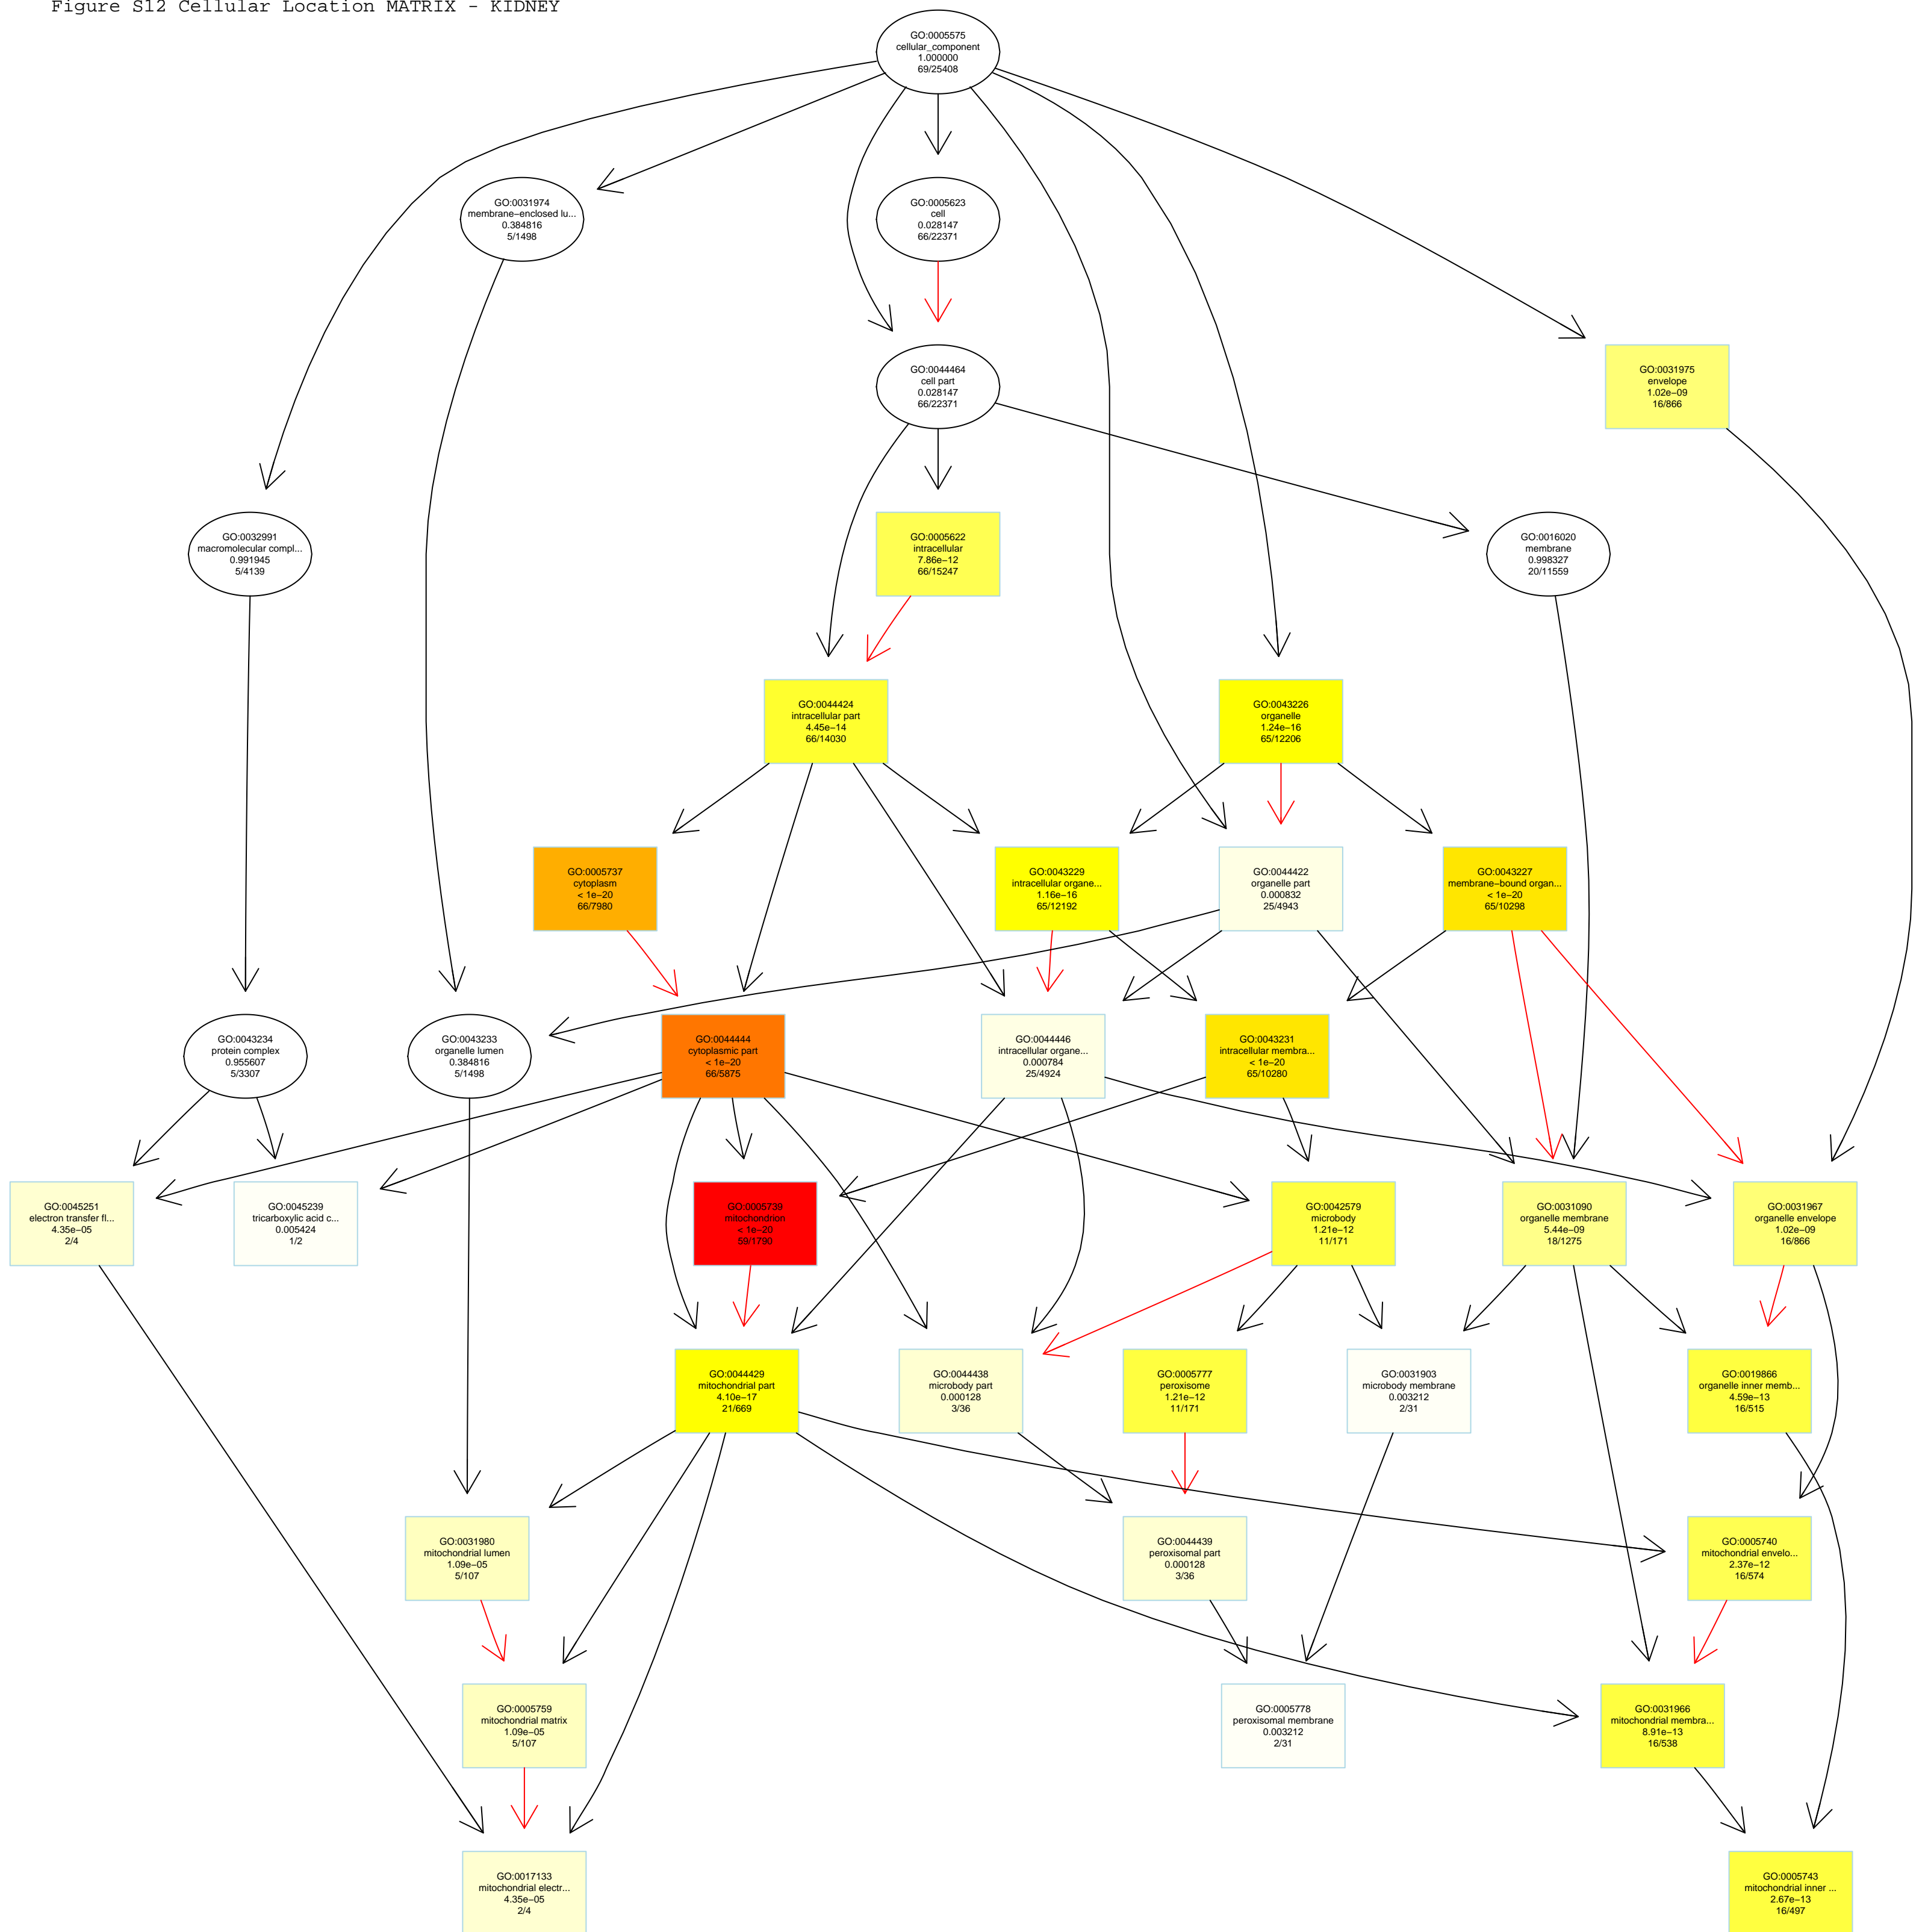 Figure S12 Cellular Location MATRIX - KIDNEY
GO:0005575
cellular_component
1.000000
69/25408
GO:0031974
membrane−enclosed lu...
0.384816
5/1498
GO:0005623
cell
0.028147
66/22371
GO:0044464
cell part
0.028147
66/22371
GO:0031975
envelope
1.02e−09
16/866
GO:0032991
macromolecular compl...
0.991945
5/4139
GO:0005622
intracellular
7.86e−12
66/15247
GO:0016020
membrane
0.998327
20/11559
GO:0044424
intracellular part
4.45e−14
66/14030
GO:0043226
organelle
1.24e−16
65/12206
GO:0005737
cytoplasm
< 1e−20
66/7980
GO:0043229
intracellular organe...
1.16e−16
65/12192
GO:0044422
organelle part
0.000832
25/4943
GO:0043227
membrane−bound organ...
< 1e−20
65/10298
GO:0043234
protein complex
0.955607
5/3307
GO:0043233
organelle lumen
0.384816
5/1498
GO:0044444
cytoplasmic part
< 1e−20
66/5875
GO:0044446
intracellular organe...
0.000784
25/4924
GO:0043231
intracellular membra...
< 1e−20
65/10280
GO:0045251
electron transfer fl...
4.35e−05
2/4
GO:0045239
tricarboxylic acid c...
0.005424
1/2
GO:0005739
mitochondrion
< 1e−20
59/1790
GO:0042579
microbody
1.21e−12
11/171
GO:0031090
organelle membrane
5.44e−09
18/1275
GO:0031967
organelle envelope
1.02e−09
16/866
GO:0044429
mitochondrial part
4.10e−17
21/669
GO:0044438
microbody part
0.000128
3/36
GO:0005777
peroxisome
1.21e−12
11/171
GO:0031903
microbody membrane
0.003212
2/31
GO:0019866
organelle inner memb...
4.59e−13
16/515
GO:0031980
mitochondrial lumen
1.09e−05
5/107
GO:0044439
peroxisomal part
0.000128
3/36
GO:0005740
mitochondrial envelo...
2.37e−12
16/574
GO:0005759
mitochondrial matrix
1.09e−05
5/107
GO:0005778
peroxisomal membrane
0.003212
2/31
GO:0031966
mitochondrial membra...
8.91e−13
16/538
GO:0017133
mitochondrial electr...
4.35e−05
2/4
GO:0005743
mitochondrial inner ...
2.67e−13
16/497